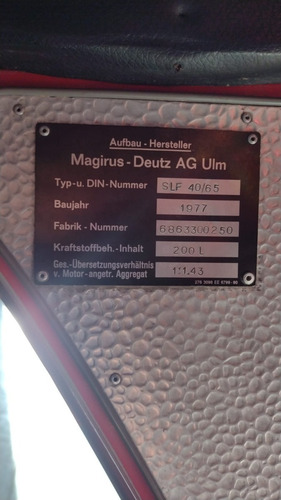 Aufbau - Hersteller
Magirus - Deutz AG Ulm
Typ-u. DIN-Nummer SLF 40/65
Baujahr 1977
Fabrik - Nummer 6863300250
Kraftstoffbeh.-Inhalt 200 L
Ges.-Übersetzungsverhältnis
v. Motor - angetr. Aggregat 1:1,43